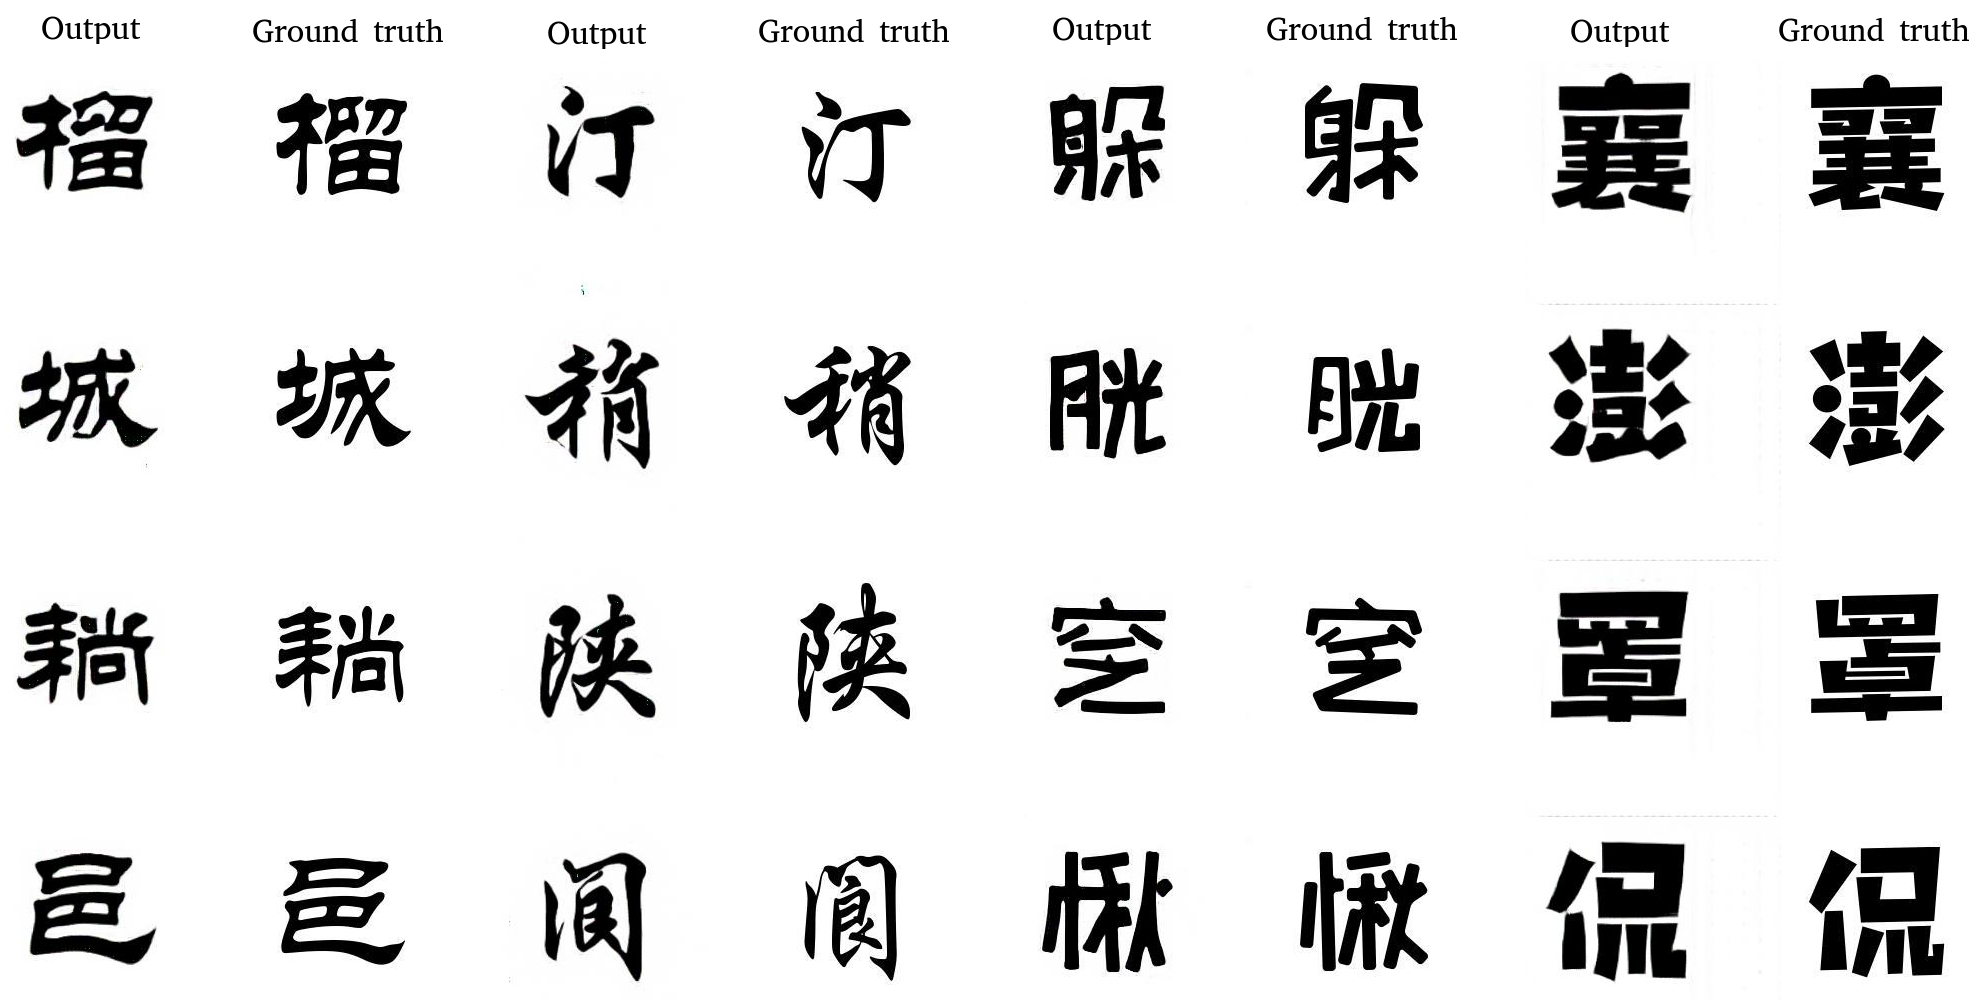 Output Ground truth Output Ground truth Output Ground truth Output Ground truth
榴 榴 汀 汀 躲 躲 襄 襄
城 城 稍 稍 胱 胱 澎 澎
耥 耥 陕 陕 窆 窆 罩 罩
邑 邑 阆 阆 愀 愀 侃 侃